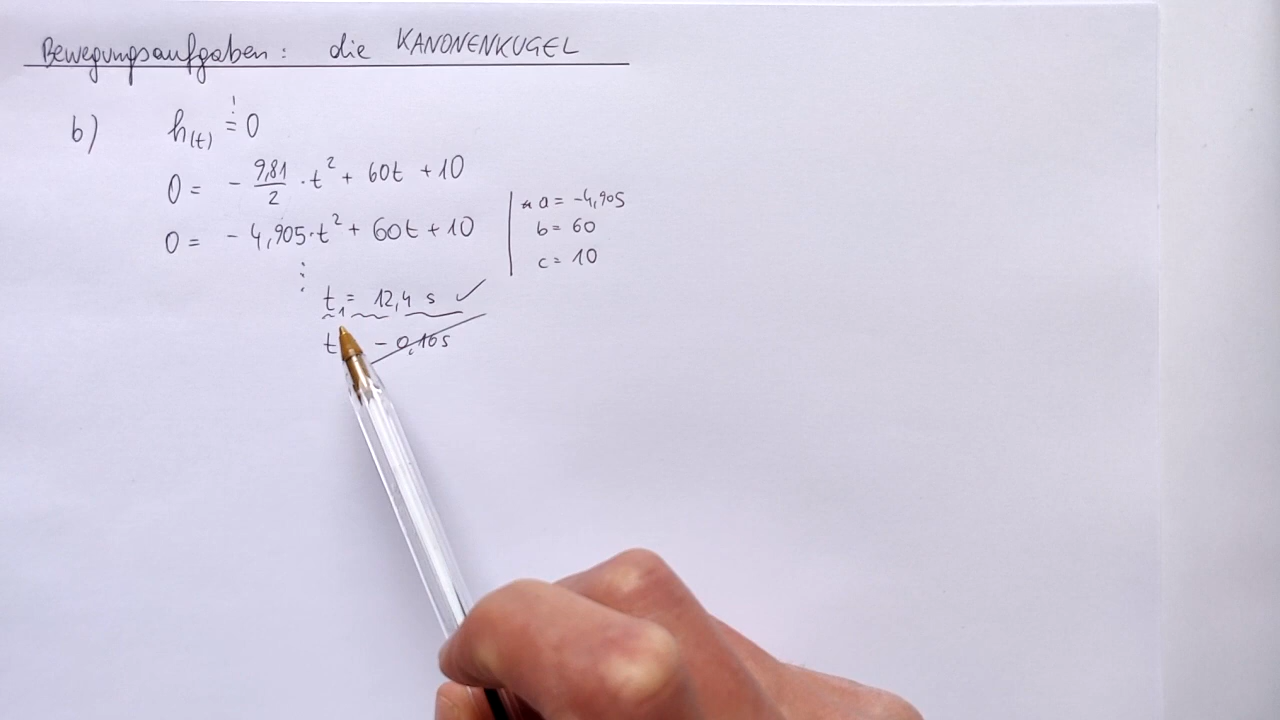 Bewegungsaufgaben: die KANONENKUGEL
b) h(t) != 0
0 = - 9,81/2 · t² + 60t + 10
0 = - 4,905·t² + 60t + 10
a = -4,905
b = 60
c = 10
t1 = 12,4 s ✓
t - 0,16s